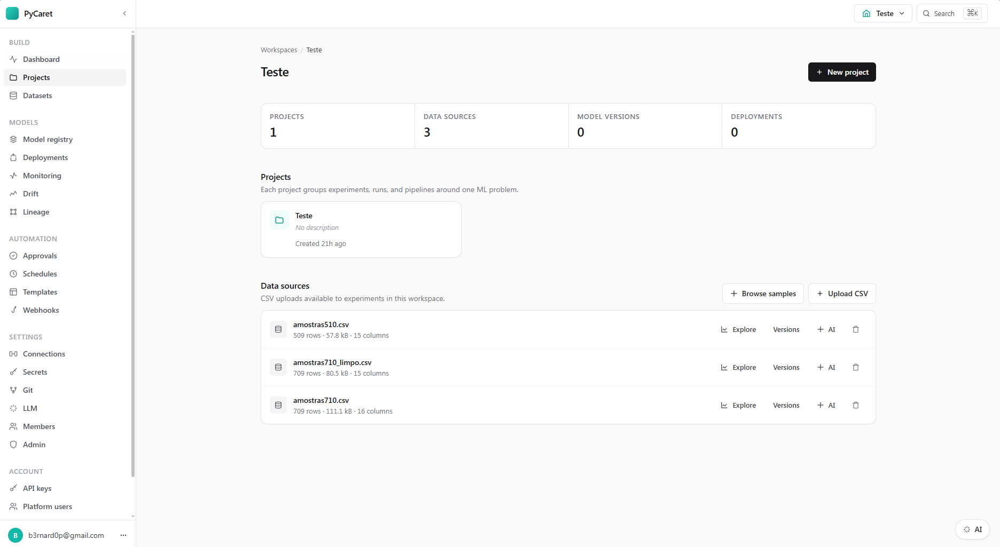 PyCaret
Teste
Search
⌘K
BUILD
Dashboard
Projects
Datasets
MODELS
Model registry
Deployments
Monitoring
Drift
Lineage
AUTOMATION
Approvals
Schedules
Templates
Webhooks
SETTINGS
Connections
Secrets
Git
LLM
Members
Admin
ACCOUNT
API keys
Platform users
B
b3rnard0p@gmail.com
Workspaces / Teste
Teste
+ New project
PROJECTS
1
DATA SOURCES
3
MODEL VERSIONS
0
DEPLOYMENTS
0
Projects
Each project groups experiments, runs, and pipelines around one ML problem.
Teste
No description
Created 21h ago
Data sources
CSV uploads available to experiments in this workspace.
+ Browse samples
+ Upload CSV
amostras510.csv
509 rows · 57.8 kB · 15 columns
Explore Versions + AI
amostras710_limpo.csv
709 rows · 80.5 kB · 15 columns
Explore Versions + AI
amostras710.csv
709 rows · 111.1 kB · 16 columns
Explore Versions + AI
AI